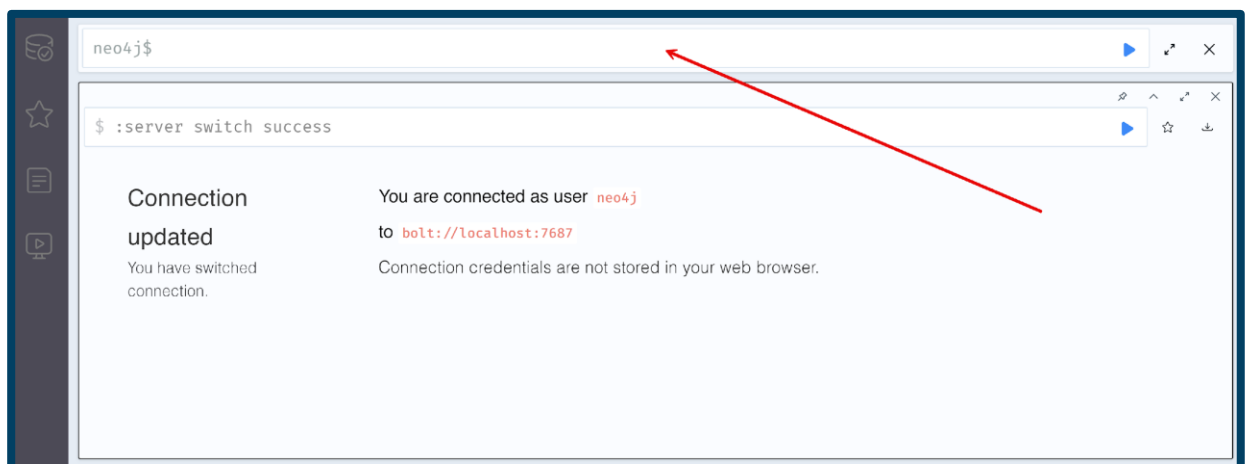 neo4j$
$ :server switch success
Connection
updated
You have switched
connection.
You are connected as user neo4j
to bolt://localhost:7687
Connection credentials are not stored in your web browser.